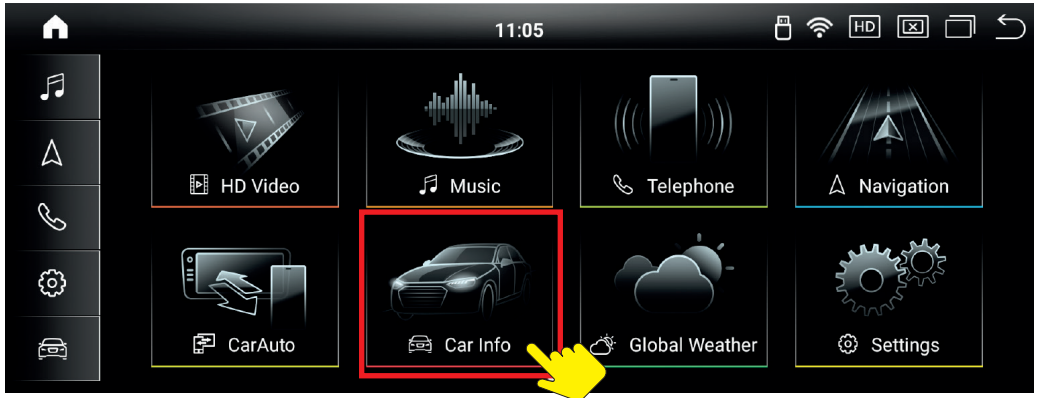 11:05
HD
HD Video
Music
Telephone
Navigation
CarAuto
Car Info
Global Weather
Settings